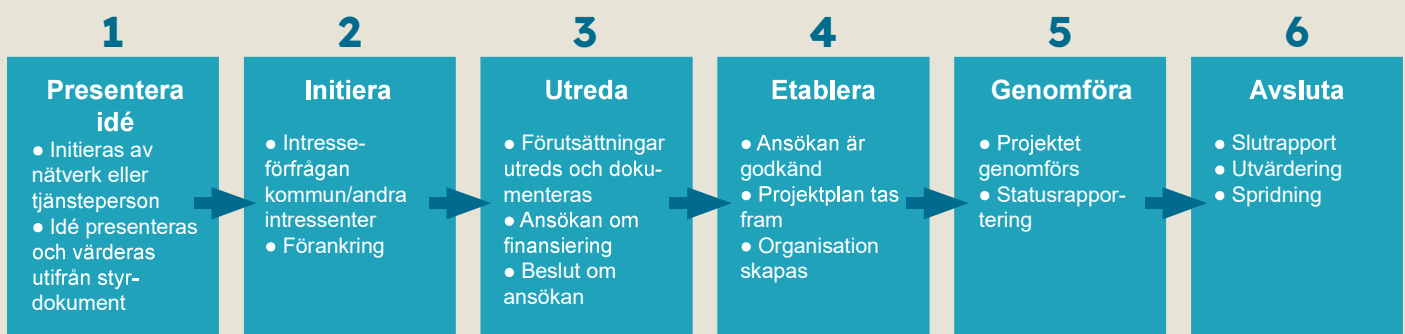 1
Presentera
idé
● Initieras av
nätverk eller
tjänsteperson
● Idé presenteras
och värderas
utifrån styr-
dokument
2
Initiera
● Intresse-
förfrågan
kommun/andra
intressenter
● Förankring
3
Utreda
● Förutsättningar
utreds och doku-
menteras
● Ansökan om
finansiering
● Beslut om
ansökan
4
Etablera
● Ansökan är
godkänd
● Projektplan tas
fram
● Organisation
skapas
5
Genomföra
● Projektet
genomförs
● Statusrappor-
tering
6
Avsluta
● Slutrapport
● Utvärdering
● Spridning